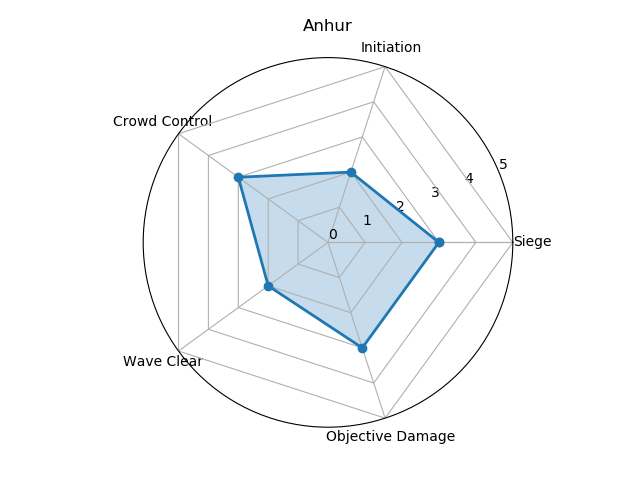 Anhur
Initiation
Crowd Control
5
4
3
2
1
0
Siege
Wave Clear
Objective Damage